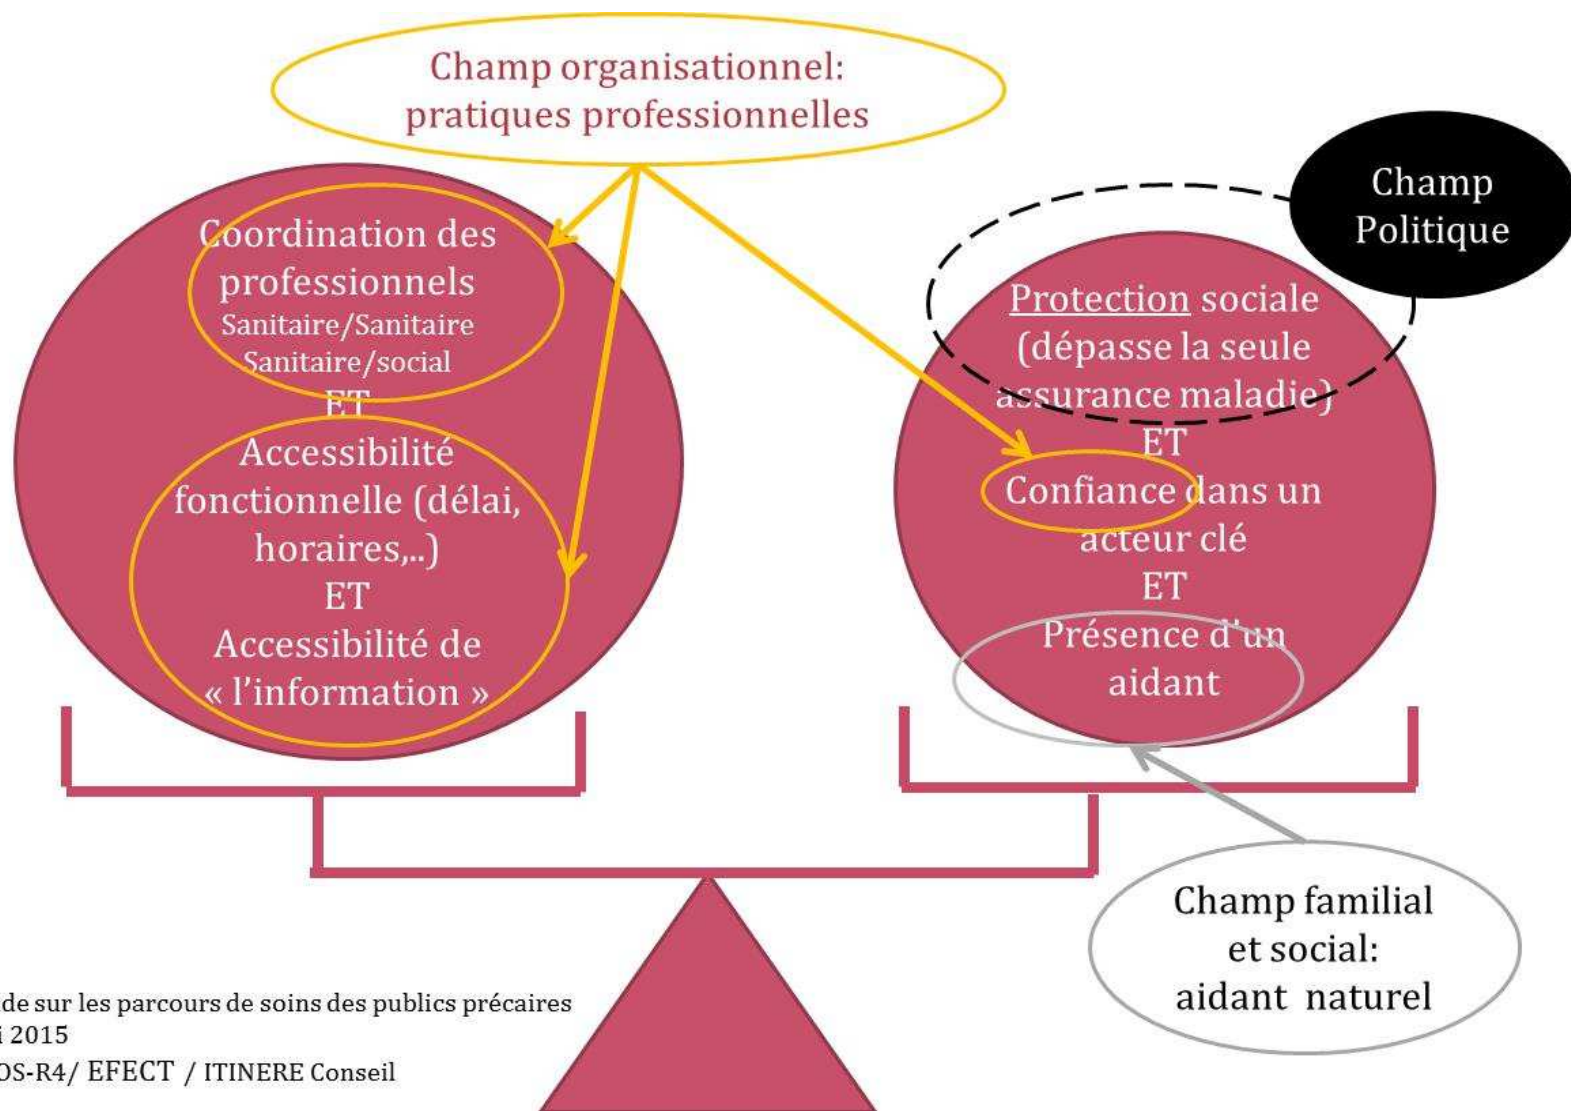 Champ organisationnel:
pratiques professionnelles
Champ
Politique
Coordination des
professionnels
Sanitaire/Sanitaire
Sanitaire/social
ET
Accessibilité
fonctionnelle (délai,
horaires,..)
ET
Accessibilité de
« l’information »
Protection sociale
(dépasse la seule
assurance maladie)
ET
Confiance dans un
acteur clé
ET
Présence d’un
aidant
Champ familial
et social:
aidant naturel
sur les parcours de soins des publics précaires
2015
OS-R4/ EFECT / ITINERE Conseil